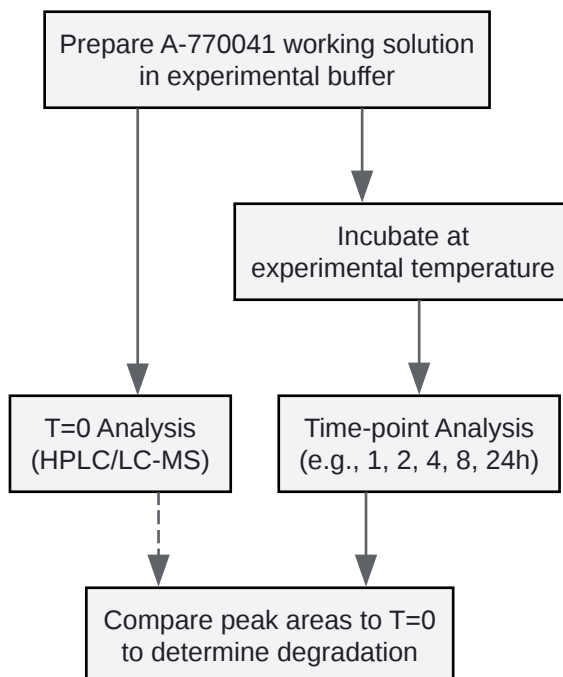 Prepare A-770041 working solution
in experimental buffer
Incubate at
experimental temperature
T=0 Analysis
(HPLC/LC-MS)
Time-point Analysis
(e.g., 1, 2, 4, 8, 24h)
Compare peak areas to T=0
to determine degradation